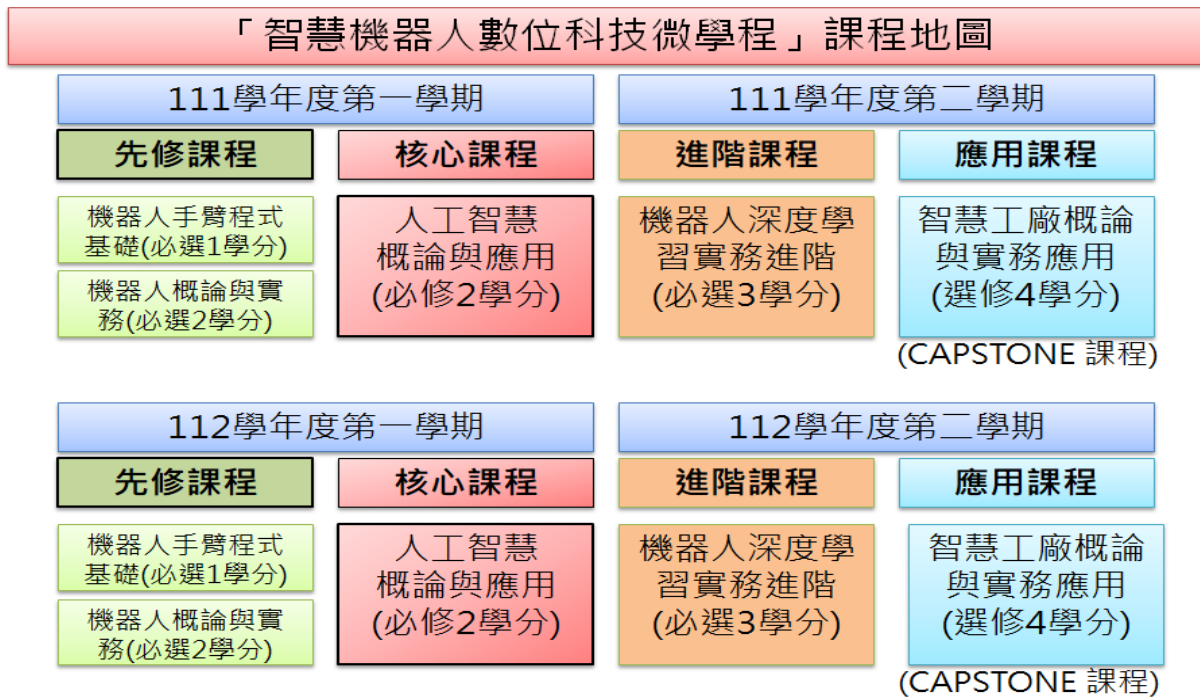 「智慧機器人數位科技微學程」課程地圖
111學年度第一學期
111學年度第二學期
先修課程
核心課程
進階課程
應用課程
機器人手臂程式
基礎(必選1學分)
機器人概論與實
務(必選2學分)
人工智慧
概論與應用
(必修2學分)
機器人深度學
習實務進階
(必選3學分)
智慧工廠概論
與實務應用
(選修4學分)
(CAPSTONE 課程)
112學年度第一學期
112學年度第二學期
先修課程
核心課程
進階課程
應用課程
機器人手臂程式
基礎(必選1學分)
機器人概論與實
務(必選2學分)
人工智慧
概論與應用
(必修2學分)
機器人深度學
習實務進階
(必選3學分)
智慧工廠概論
與實務應用
(選修4學分)
(CAPSTONE 課程)